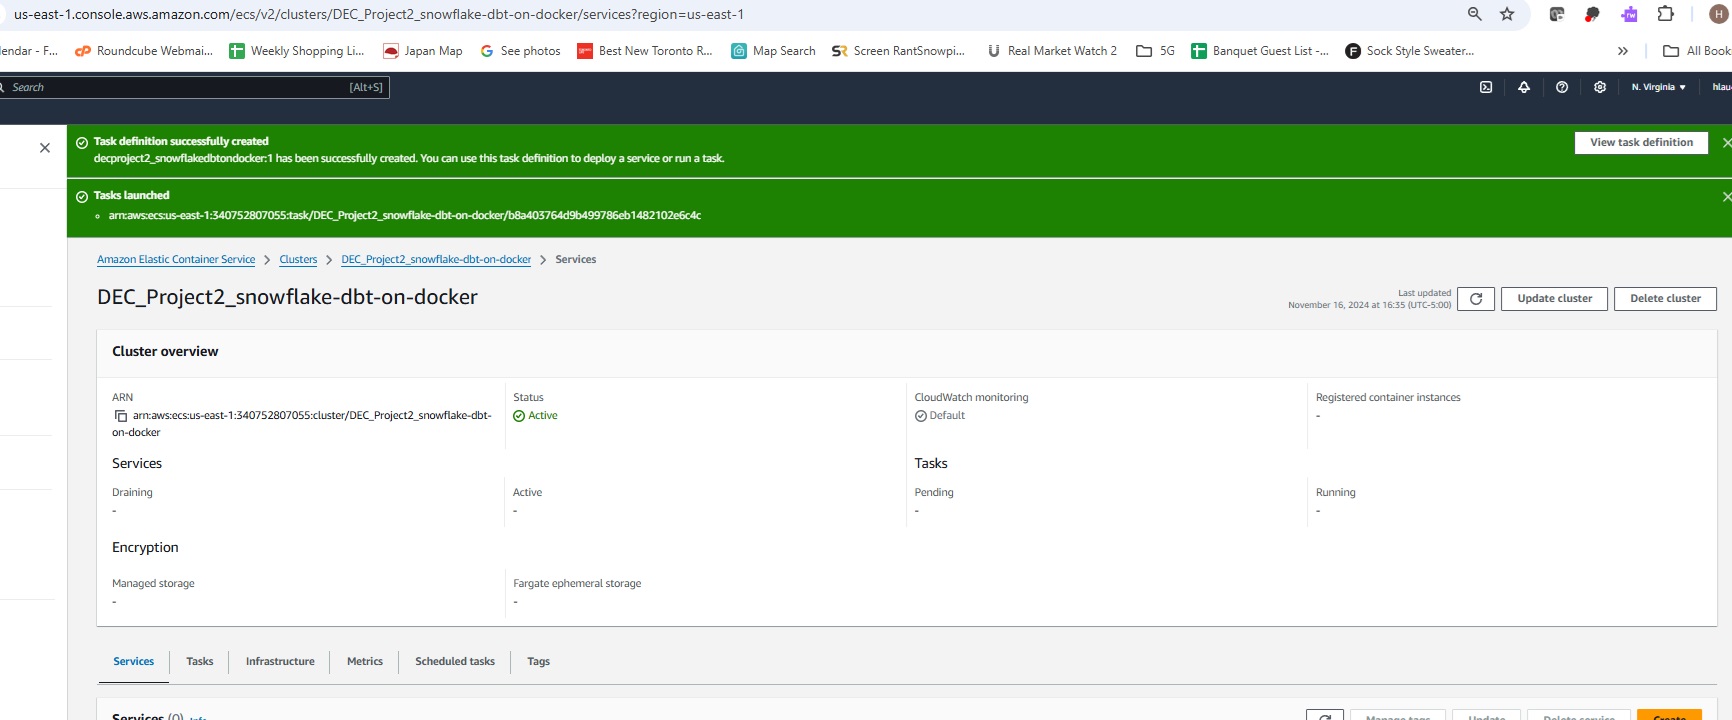 us-east-1.console.aws.amazon.com/ecs/v2/clusters/DEC_Project2_snowflake-dbt-on-docker/services?region=us-east-1
H
lendar - F... Roundcube Webmai... Weekly Shopping Li... Japan Map See photos Best New Toronto R... Map Search Screen RantSnowpi... Real Market Watch 2 5G Banquet Guest List -... Sock Style Sweater... » All Book
Search [Alt+S] N. Virginia hlau
Task definition successfully created
decproject2_snowflakedbtondocker:1 has been successfully created. You can use this task definition to deploy a service or run a task.
View task definition
Tasks launched
arn:aws:ecs:us-east-1:340752807055:task/DEC_Project2_snowflake-dbt-on-docker/b8a403764d9b499786eb1482102e6c4c
Amazon Elastic Container Service > Clusters > DEC_Project2_snowflake-dbt-on-docker > Services
DEC_Project2_snowflake-dbt-on-docker
Last updated
November 16, 2024 at 16:35 (UTC-5:00)
Update cluster Delete cluster
Cluster overview
ARN Status CloudWatch monitoring Registered container instances
arn:aws:ecs:us-east-1:340752807055:cluster/DEC_Project2_snowflake-dbt- Active Default -
on-docker
Services Tasks
Draining Active Pending Running
- - - -
Encryption
Managed storage Fargate ephemeral storage
- -
Services Tasks Infrastructure Metrics Scheduled tasks Tags
Services (0) Info Manage tags Update Delete service Create